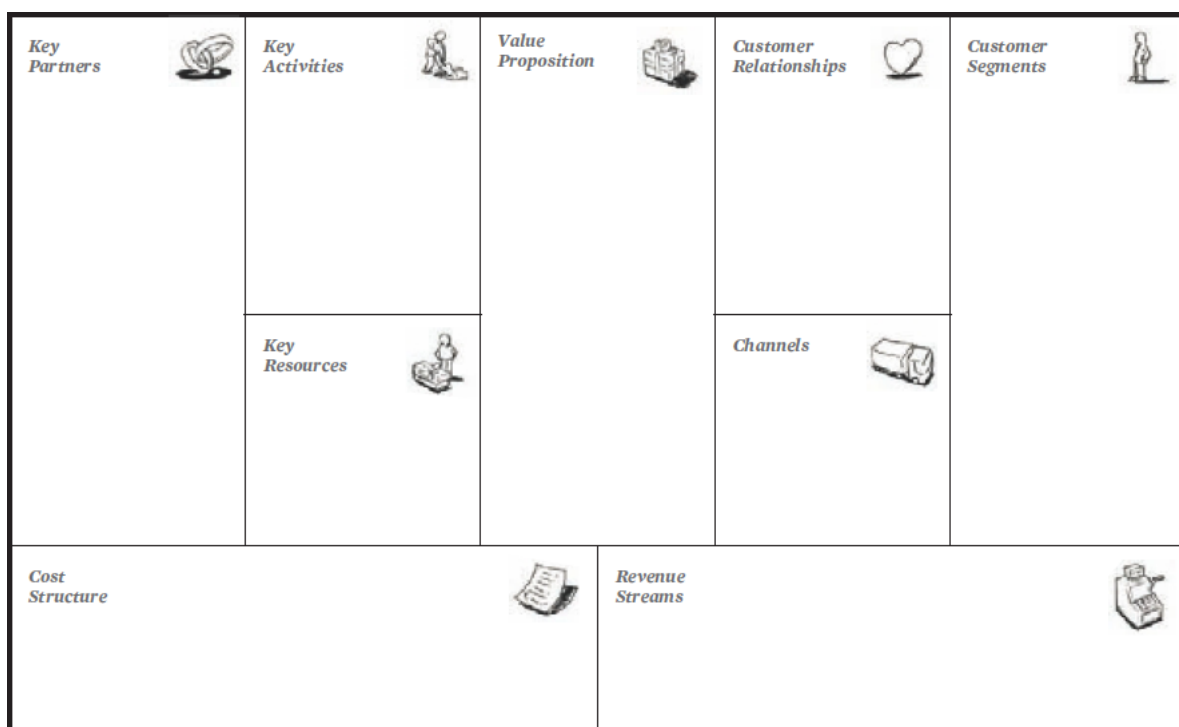 Key
Partners
Key
Activities
Value
Proposition
Customer
Relationships
Customer
Segments
Key
Resources
Channels
Cost
Structure
Revenue
Streams